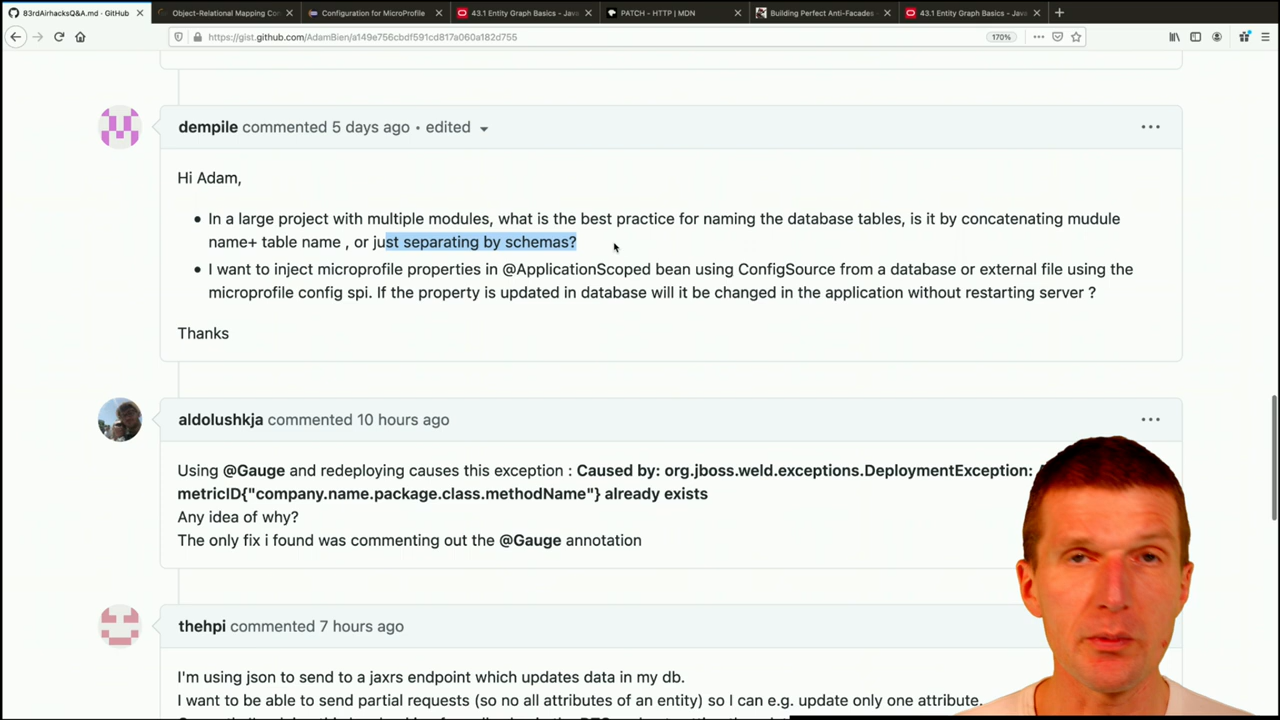 83rdAirhacksQ&A.md · GitHub
Object-Relational Mapping Con
Configuration for MicroProfile
43.1 Entity Graph Basics - Java
PATCH - HTTP | MDN
Building Perfect Anti-Facades -
43.1 Entity Graph Basics - Java
https://gist.github.com/AdamBien/a149e756cbdf591cd817a060a182d755
170%
dempile commented 5 days ago • edited
Hi Adam,
• In a large project with multiple modules, what is the best practice for naming the database tables, is it by concatenating mudule
name+ table name , or just separating by schemas?
• I want to inject microprofile properties in @ApplicationScoped bean using ConfigSource from a database or external file using the
microprofile config spi. If the property is updated in database will it be changed in the application without restarting server ?
Thanks
aldolushkja commented 10 hours ago
Using @Gauge and redeploying causes this exception : Caused by: org.jboss.weld.exceptions.DeploymentException:
metricID{"company.name.package.class.methodName"} already exists
Any idea of why?
The only fix i found was commenting out the @Gauge annotation
thehpi commented 7 hours ago
I'm using json to send to a jaxrs endpoint which updates data in my db.
I want to be able to send partial requests (so no all attributes of an entity) so I can e.g. update only one attribute.